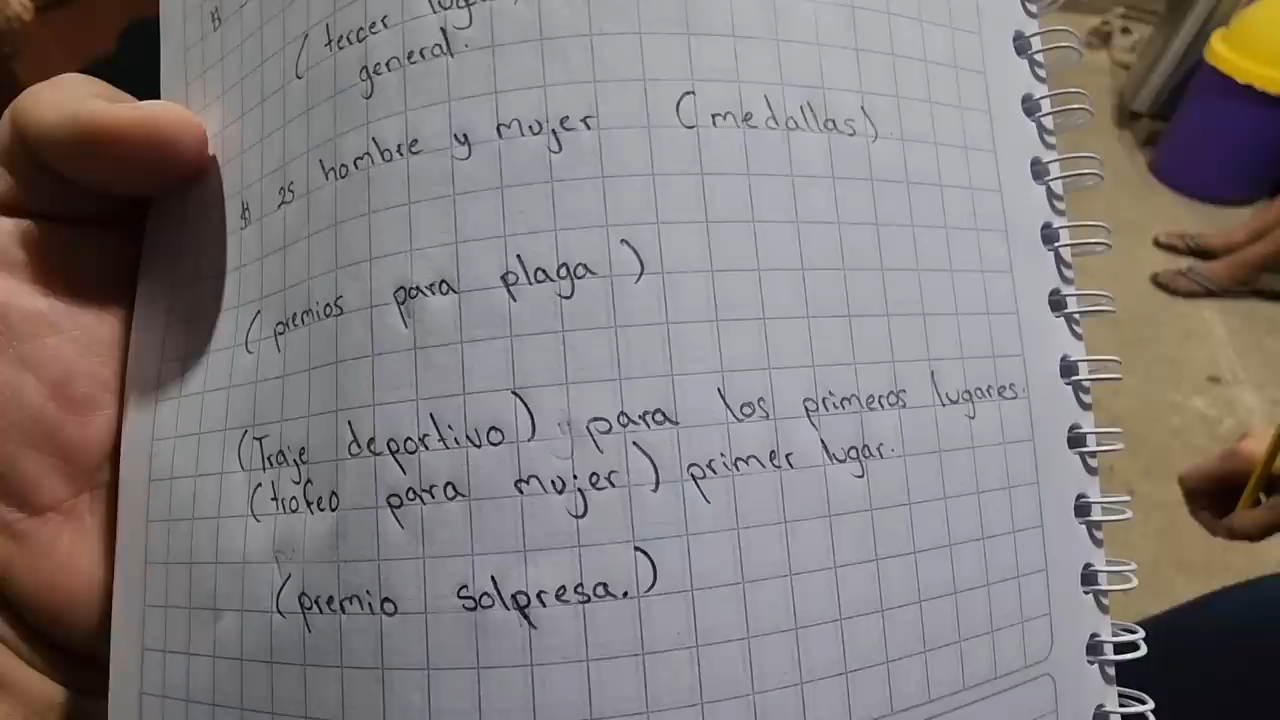 (tercer
general.
$ 25 hombre y mujer (medallas).
(premios para plaga)
(Traje deportivo) para los primeros lugares.
(trofeo para mujer) primer lugar.
(premio solpresa.)